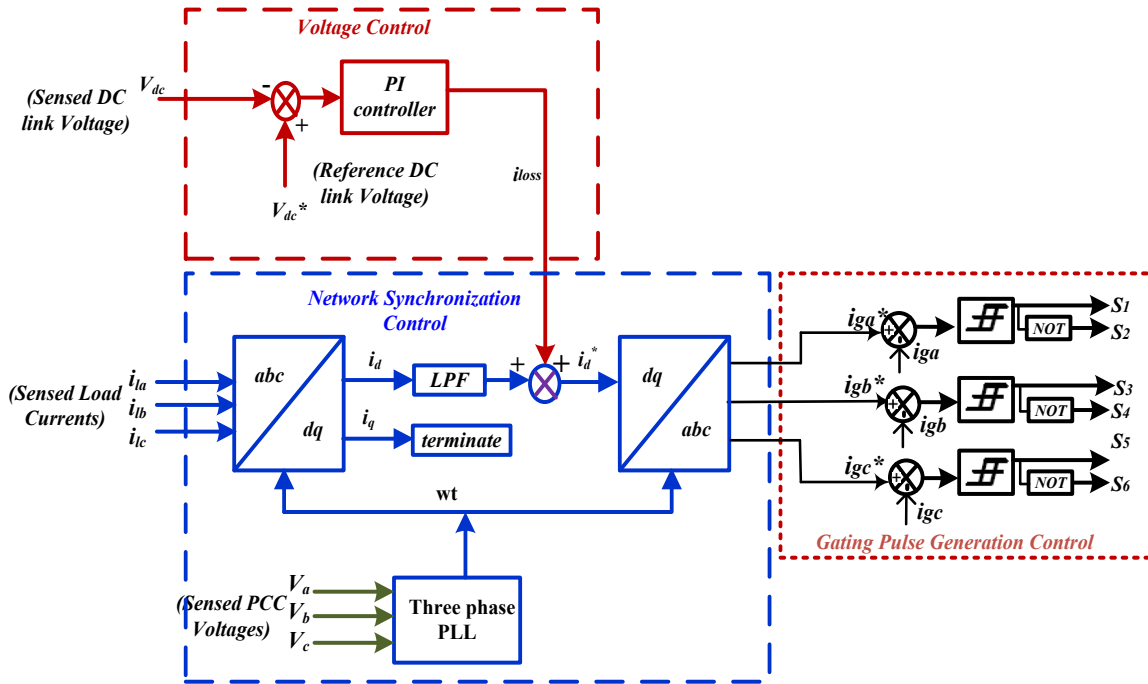 Voltage Control
(Sensed DC
link Voltage)
Vdc
-
+
PI
controller
(Reference DC
link Voltage)
Vdc*
iloss
Network Synchronization
Control
(Sensed Load
Currents)
ila
ilb
ilc
abc
dq
id
LPF
iq
terminate
+
+
id*
dq
abc
wt
(Sensed PCC
Voltages)
Va
Vb
Vc
Three phase
PLL
iga*
+
-
iga
NOT
S1
S2
igb*
+
-
igb
NOT
S3
S4
igc*
+
-
igc
NOT
S5
S6
Gating Pulse Generation Control